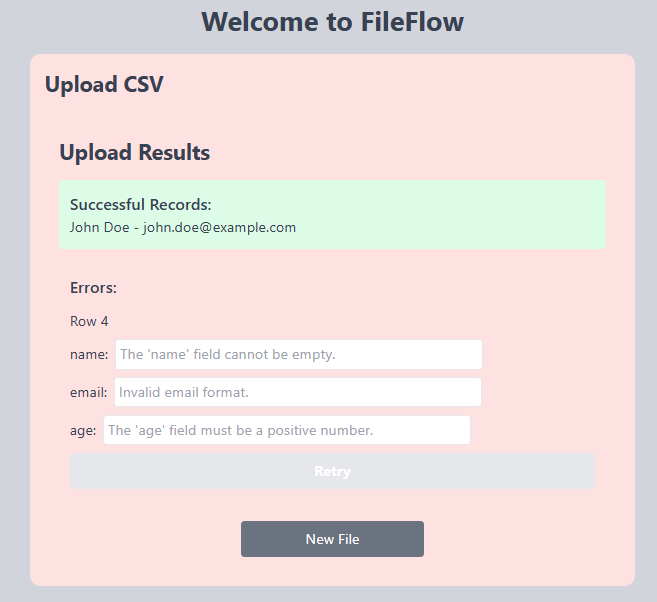 Welcome to FileFlow
Upload CSV
Upload Results
Successful Records:
John Doe - john.doe@example.com
Errors:
Row 4
name: The 'name' field cannot be empty.
email: Invalid email format.
age: The 'age' field must be a positive number.
Retry
New File